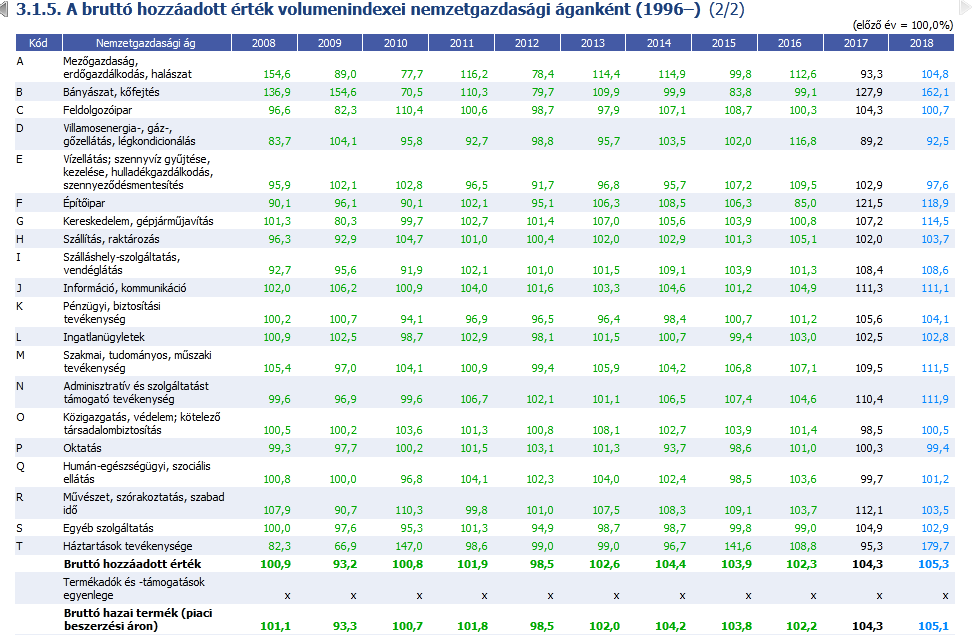 3.1.5. A bruttó hozzáadott érték volumenindexei nemzetgazdasági áganként (1996–) (2/2)
(előző év = 100,0%)
Kód Nemzetgazdasági ág 2008 2009 2010 2011 2012 2013 2014 2015 2016 2017 2018
A Mezőgazdaság,
erdőgazdálkodás, halászat 154,6 89,0 77,7 116,2 78,4 114,4 114,9 99,8 112,6 93,3 104,8
B Bányászat, kőfejtés 136,9 154,6 70,5 110,3 79,7 109,9 99,9 83,8 99,1 127,9 162,1
C Feldolgozóipar 96,6 82,3 110,4 100,6 98,7 97,9 107,1 108,7 100,3 104,3 100,7
D Villamosenergia-, gáz-,
gőzellátás, légkondicionálás 83,7 104,1 95,8 92,7 98,8 95,7 103,5 102,0 116,8 89,2 92,5
E Vízellátás; szennyvíz gyűjtése,
kezelése, hulladékgazdálkodás,
szennyeződésmentesítés 95,9 102,1 102,8 96,5 91,7 96,8 95,7 107,2 109,5 102,9 97,6
F Építőipar 90,1 96,1 90,1 102,1 95,1 106,3 108,5 106,3 85,0 121,5 118,9
G Kereskedelem, gépjárműjavítás 101,3 80,3 99,7 102,7 101,4 107,0 105,6 103,9 100,8 107,2 114,5
H Szállítás, raktározás 96,3 92,9 104,7 101,0 100,4 102,0 102,9 101,3 105,1 102,0 103,7
I Szálláshely-szolgáltatás,
vendéglátás 92,7 95,6 91,9 102,1 101,0 101,5 109,1 103,9 101,3 108,4 108,6
J Információ, kommunikáció 102,0 106,2 100,9 104,0 101,6 103,3 104,6 101,2 104,9 111,3 111,1
K Pénzügyi, biztosítási
tevékenység 100,2 100,7 94,1 96,9 96,5 96,4 98,4 100,7 101,2 105,6 104,1
L Ingatlanügyletek 100,9 102,5 98,7 102,9 98,1 101,5 100,7 99,4 103,0 102,5 102,8
M Szakmai, tudományos, műszaki
tevékenység 105,4 97,0 104,1 100,9 99,4 105,9 104,2 106,8 107,1 109,5 111,5
N Adminisztratív és szolgáltatást
támogató tevékenység 99,6 96,9 99,6 106,7 102,1 101,1 106,5 107,4 104,6 110,4 111,9
O Közigazgatás, védelem; kötelező
társadalombiztosítás 100,5 100,2 103,6 101,3 100,8 108,1 102,7 103,9 101,4 98,5 100,5
P Oktatás 99,3 97,7 100,2 101,5 103,1 101,3 93,7 98,6 101,0 100,3 99,4
Q Humán-egészségügyi, szociális
ellátás 100,8 100,0 96,8 104,1 102,3 104,0 102,4 98,5 103,6 99,7 101,2
R Művészet, szórakoztatás, szabad
idő 107,9 90,7 110,3 99,8 101,0 107,5 108,3 109,1 103,7 112,1 103,5
S Egyéb szolgáltatás 100,0 97,6 95,3 101,3 94,9 98,7 98,7 99,8 99,0 104,9 102,9
T Háztartások tevékenysége 82,3 66,9 147,0 98,6 99,0 99,0 96,7 141,6 108,8 95,3 179,7
Bruttó hozzáadott érték 100,9 93,2 100,8 101,9 98,5 102,6 104,4 103,9 102,3 104,3 105,3
Termékadók és -támogatások
egyenlege x x x x x x x x x x x
Bruttó hazai termék (piaci
beszerzési áron) 101,1 93,3 100,7 101,8 98,5 102,0 104,2 103,8 102,2 104,3 105,1